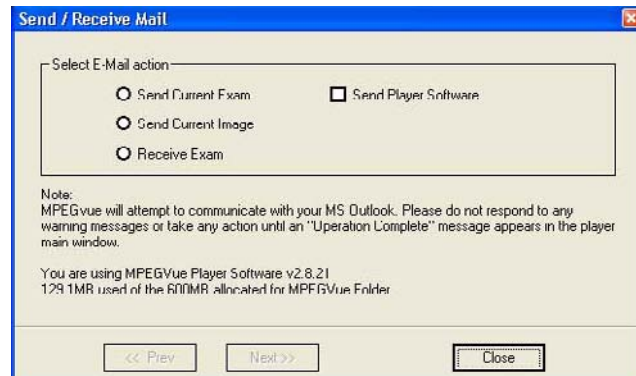 Send / Receive Mail
Select E-Mail action
Send Current Exam
Send Player Software
Send Current Image
Receive Exam
Note:
MPEGvue will attempt to communicate with your MS Outlook. Please do not respond to any
warning messages or take any action until an "Operation Complete" message appears in the player
main window.
You are using MPEGVue Player Software v2.8.21
129.1MB used of the 600MB allocated for MPEGVue Folder
<< Prev
Next >>
Close